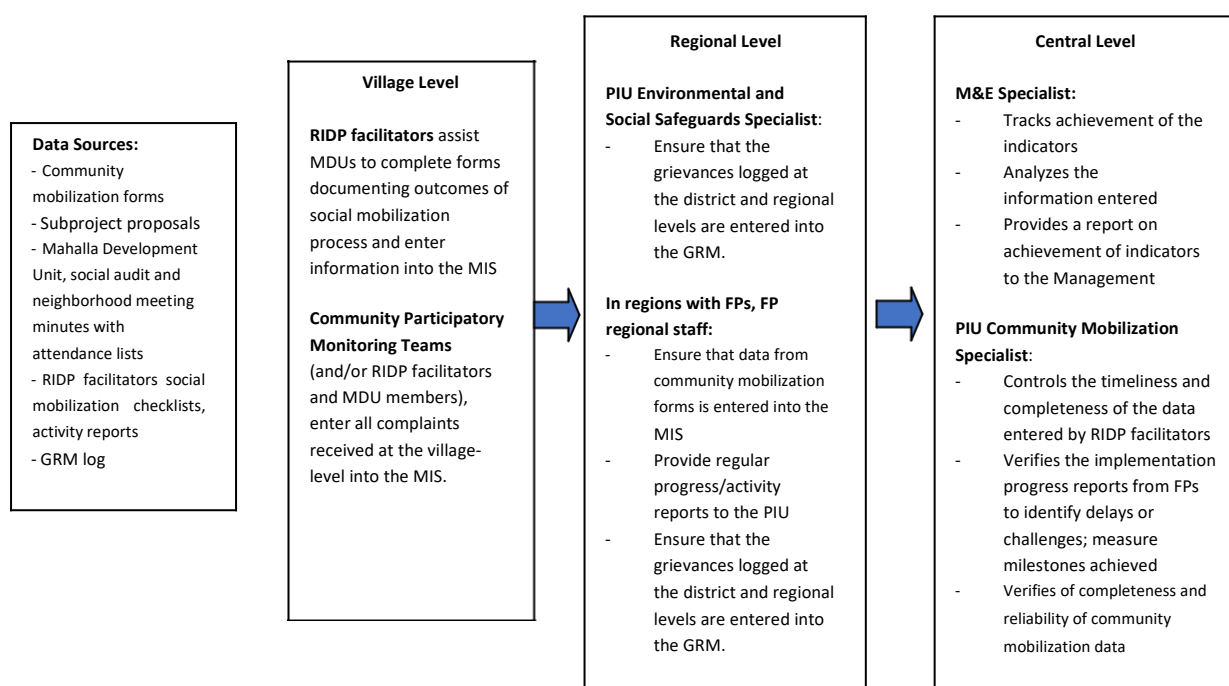 Data Sources:
- Community
mobilization forms
- Subproject proposals
- Mahalla Development
Unit, social audit and
neighborhood meeting
minutes with
attendance lists
- RIDP facilitators social
mobilization checklists,
activity reports
- GRM log
Village Level
RIDP facilitators assist
MDUs to complete forms
documenting outcomes of
social mobilization
process and enter
information into the MIS
Community Participatory
Monitoring Teams
(and/or RIDP facilitators
and MDU members),
enter all complaints
received at the village-
level into the MIS.
Regional Level
PIU Environmental and
Social Safeguards Specialist:
- Ensure that the
grievances logged at
the district and regional
levels are entered into
the GRM.
In regions with FPs, FP
regional staff:
- Ensure that data from
community mobilization
forms is entered into the
MIS
- Provide regular
progress/activity
reports to the PIU
- Ensure that the
grievances logged at
the district and regional
levels are entered into
the GRM.
Central Level
M&E Specialist:
- Tracks achievement of the
indicators
- Analyzes the
information entered
- Provides a report on
achievement of indicators
to the Management
PIU Community Mobilization
Specialist:
- Controls the timeliness and
completeness of the data
entered by RIDP facilitators
- Verifies the implementation
progress reports from FPs
to identify delays or
challenges; measure
milestones achieved
- Verifies of completeness and
reliability of community
mobilization data